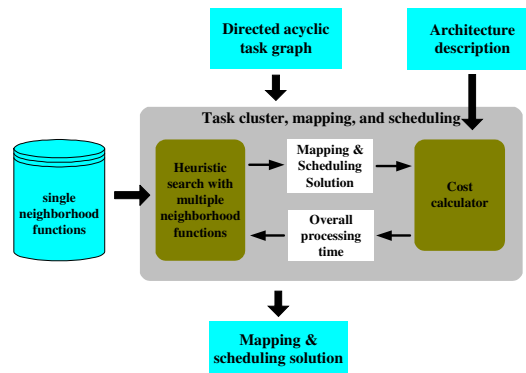 Directed acyclic
task graph
Architecture
description
Task cluster, mapping, and scheduling
single
neighborhood
functions
Heuristic
search with
multiple
neighborhood
functions
Mapping &
Scheduling
Solution
Overall
processing
time
Cost
calculator
Mapping &
scheduling solution